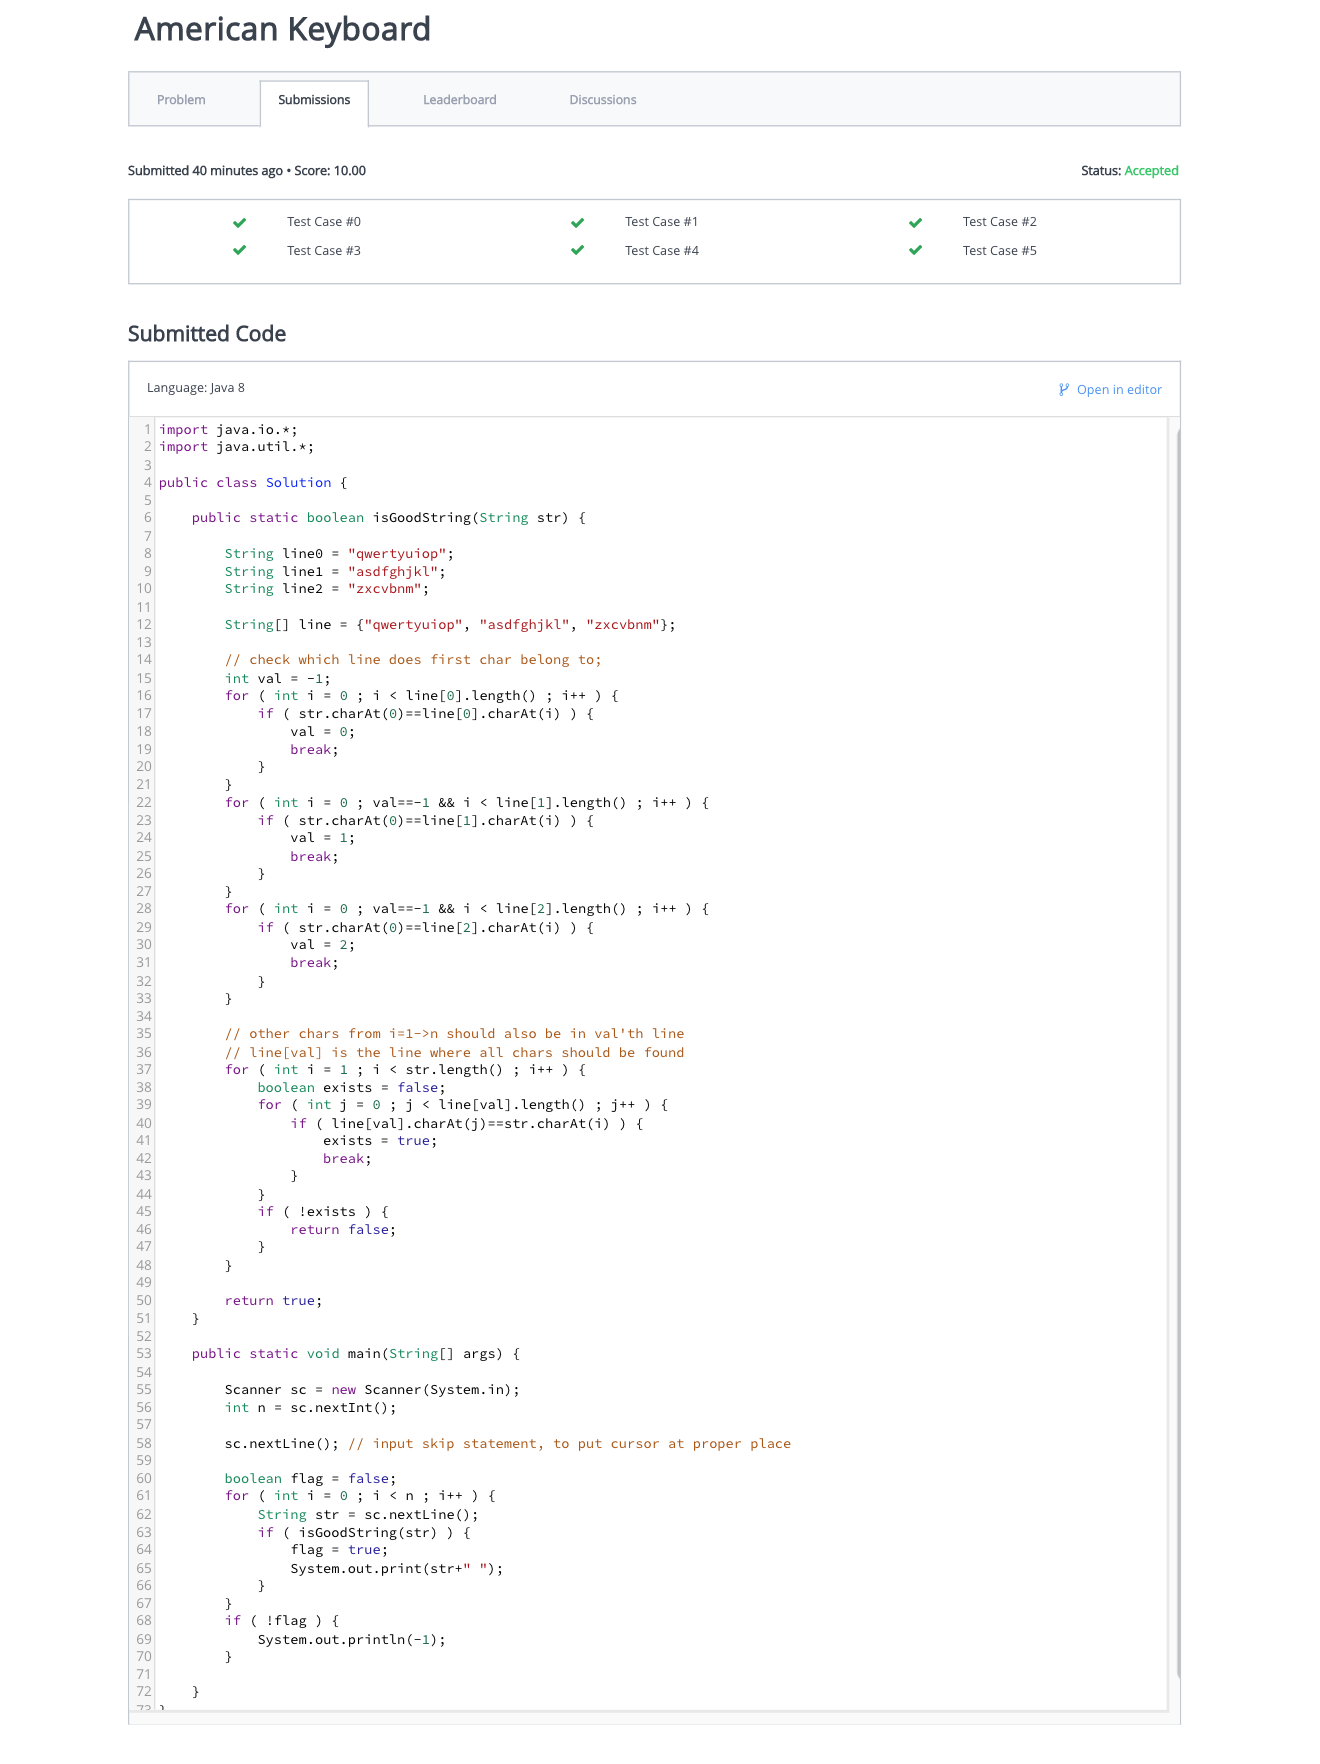 American Keyboard
Problem Submissions Leaderboard Discussions
Submitted 40 minutes ago • Score: 10.00 Status: Accepted
Test Case #0 Test Case #1 Test Case #2
Test Case #3 Test Case #4 Test Case #5
Submitted Code
Language: Java 8 Open in editor
1 import java.io.*;
2 import java.util.*;
3
4 public class Solution {
5
6     public static boolean isGoodString(String str) {
7
8         String line0 = "qwertyuiop";
9         String line1 = "asdfghjkl";
10         String line2 = "zxcvbnm";
11
12         String[] line = {"qwertyuiop", "asdfghjkl", "zxcvbnm"};
13
14         // check which line does first char belong to;
15         int val = -1;
16         for ( int i = 0 ; i < line[0].length() ; i++ ) {
17             if ( str.charAt(0)==line[0].charAt(i) ) {
18                 val = 0;
19                 break;
20             }
21         }
22         for ( int i = 0 ; val==-1 && i < line[1].length() ; i++ ) {
23             if ( str.charAt(0)==line[1].charAt(i) ) {
24                 val = 1;
25                 break;
26             }
27         }
28         for ( int i = 0 ; val==-1 && i < line[2].length() ; i++ ) {
29             if ( str.charAt(0)==line[2].charAt(i) ) {
30                 val = 2;
31                 break;
32             }
33         }
34
35         // other chars from i=1->n should also be in val'th line
36         // line[val] is the line where all chars should be found
37         for ( int i = 1 ; i < str.length() ; i++ ) {
38             boolean exists = false;
39             for ( int j = 0 ; j < line[val].length() ; j++ ) {
40                 if ( line[val].charAt(j)==str.charAt(i) ) {
41                     exists = true;
42                     break;
43                 }
44             }
45             if ( !exists ) {
46                 return false;
47             }
48         }
49
50         return true;
51     }
52
53     public static void main(String[] args) {
54
55         Scanner sc = new Scanner(System.in);
56         int n = sc.nextInt();
57
58         sc.nextLine(); // input skip statement, to put cursor at proper place
59
60         boolean flag = false;
61         for ( int i = 0 ; i < n ; i++ ) {
62             String str = sc.nextLine();
63             if ( isGoodString(str) ) {
64                 flag = true;
65                 System.out.print(str+" ");
66             }
67         }
68         if ( !flag ) {
69             System.out.println(-1);
70         }
71
72     }
73 }